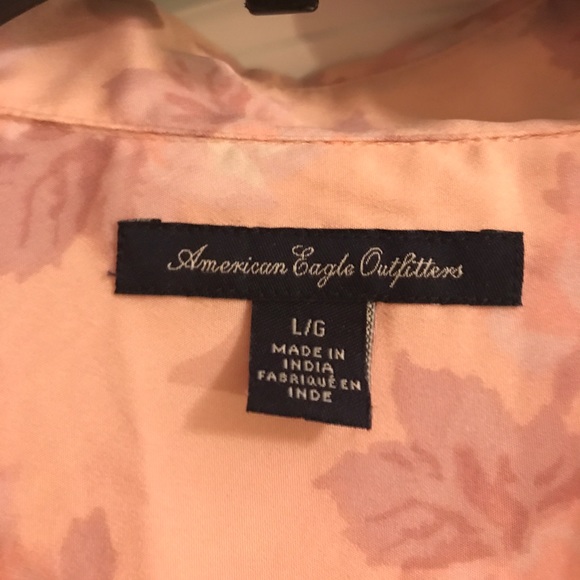 American Eagle Outfitters
L/G
MADE IN
INDIA
FABRIQUÉ EN
INDE